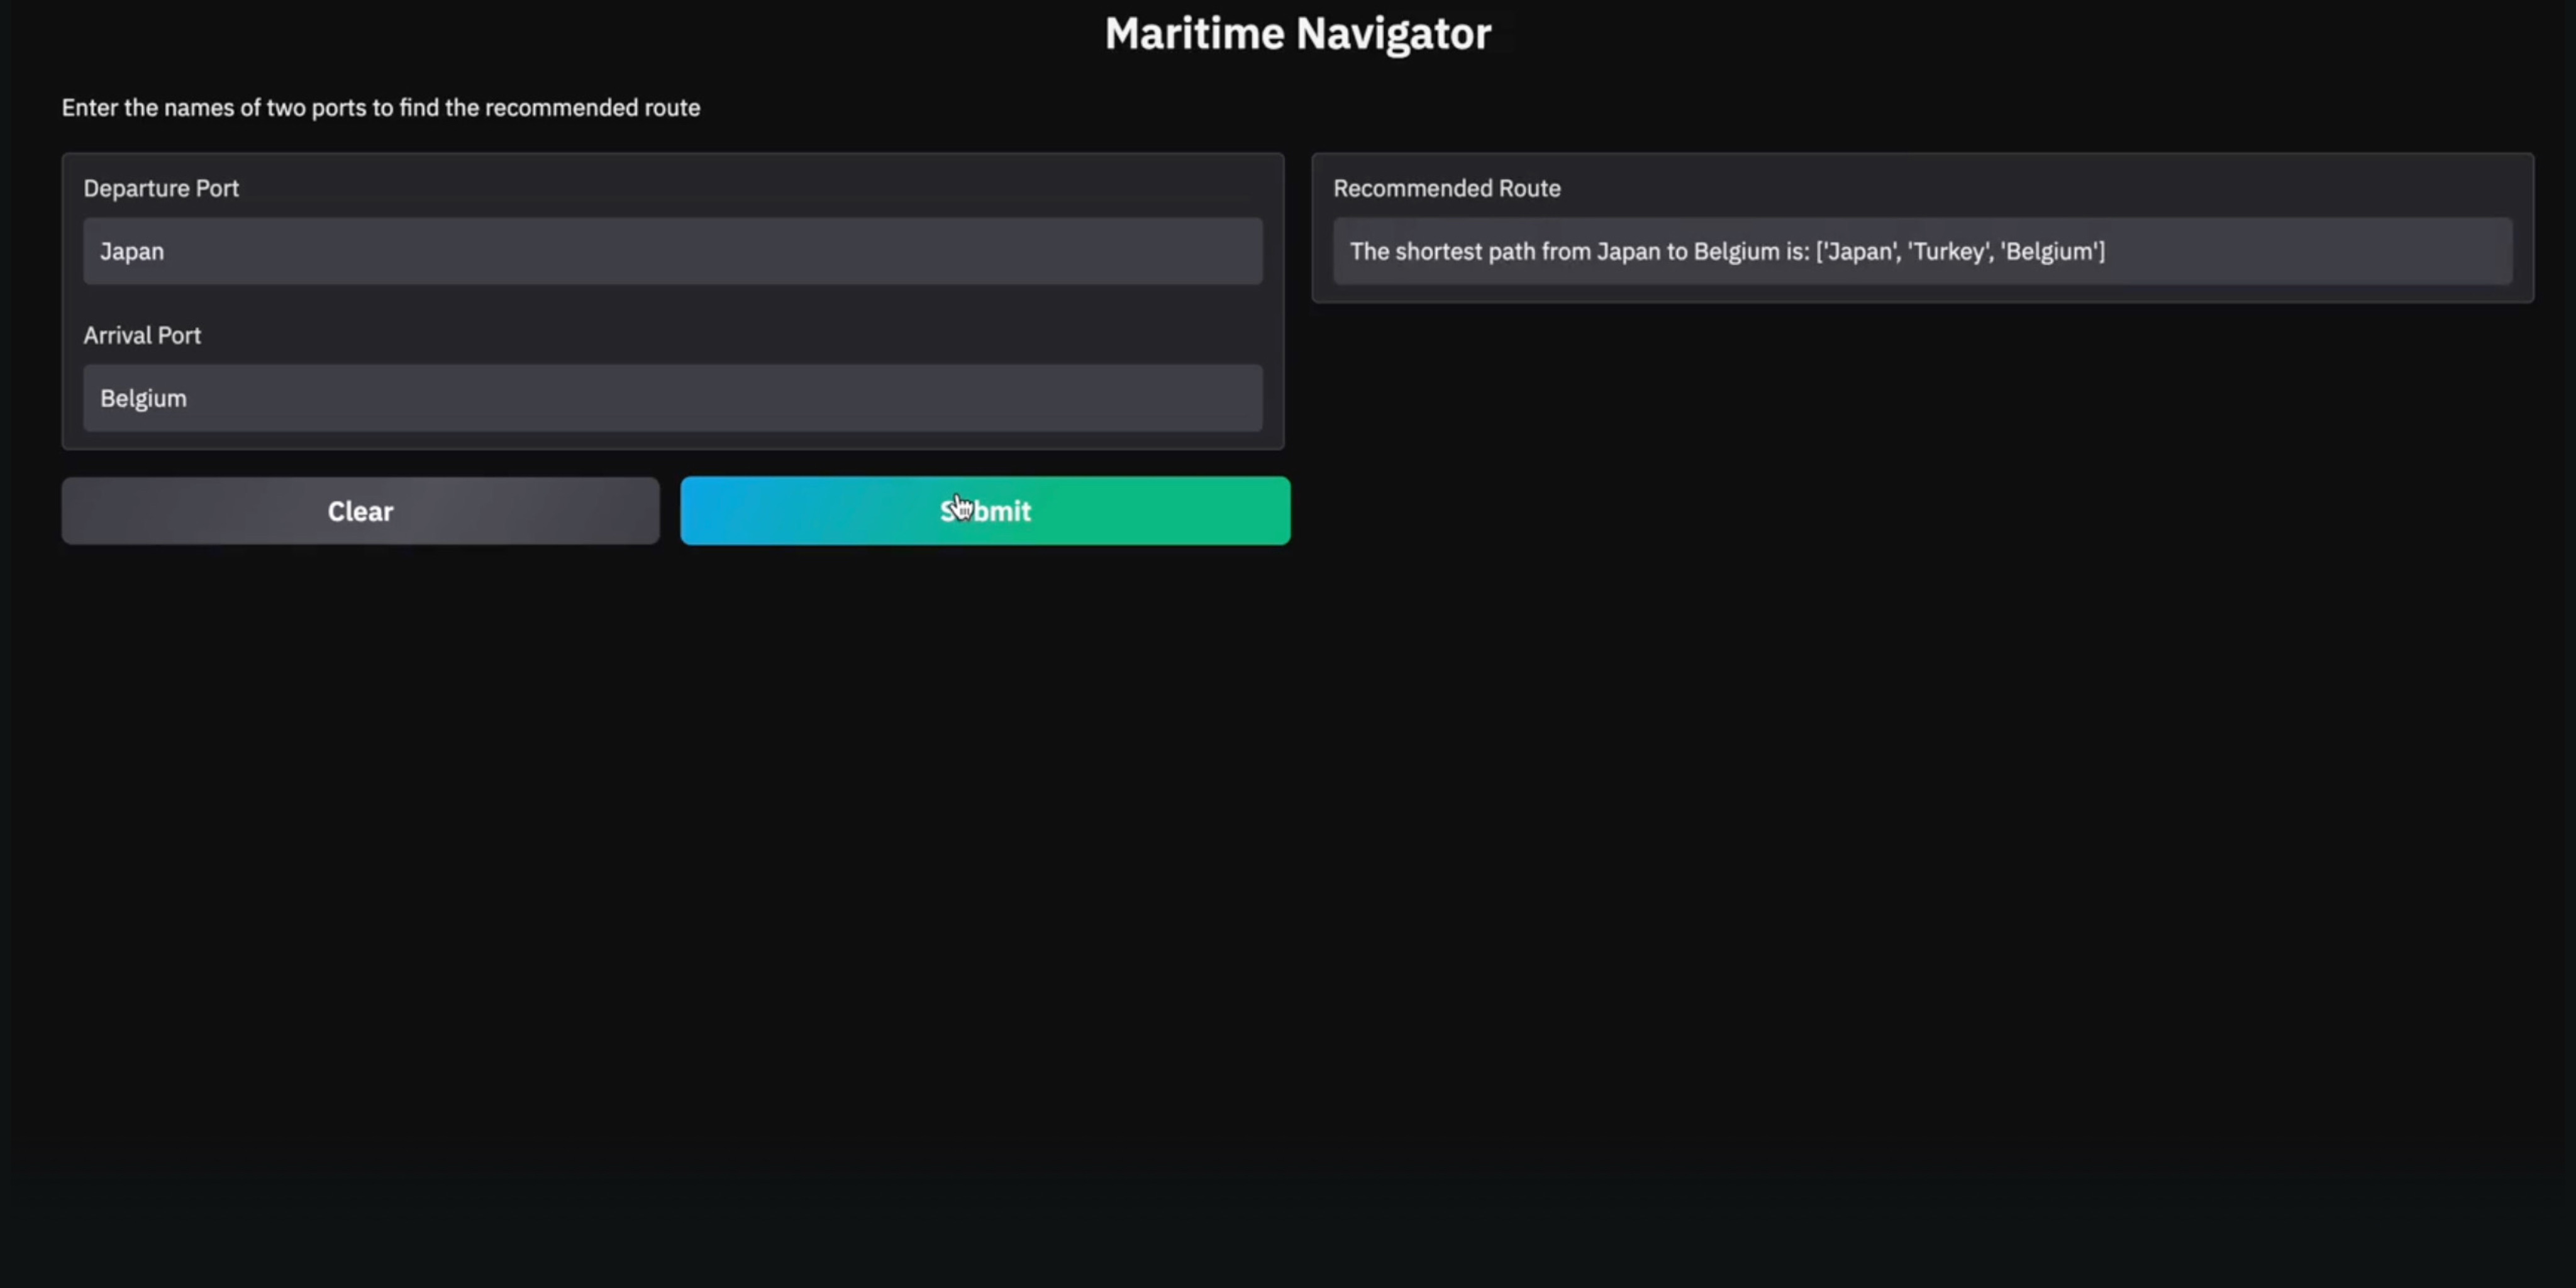 Maritime Navigator
Enter the names of two ports to find the recommended route
Departure Port
Japan
Arrival Port
Belgium
Clear
Submit
Recommended Route
The shortest path from Japan to Belgium is: ['Japan', 'Turkey', 'Belgium']